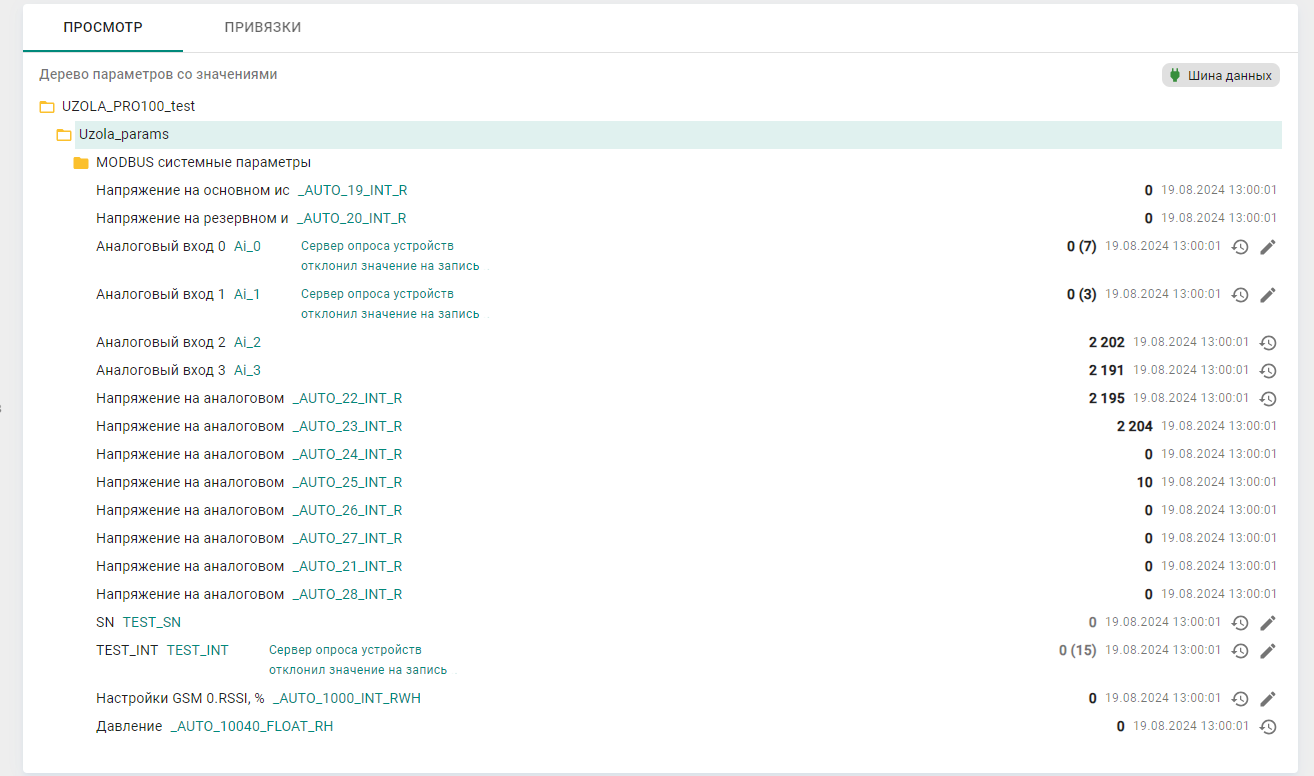 ПРОСМОТР ПРИВЯЗКИ
Дерево параметров со значениями Шина данных
UZOLA_PRO100_test
Uzola_params
MODBUS системные параметры
Напряжение на основном ис _AUTO_19_INT_R 0 19.08.2024 13:00:01
Напряжение на резервном и _AUTO_20_INT_R 0 19.08.2024 13:00:01
Аналоговый вход 0 Ai_0 Сервер опроса устройств 0 (7) 19.08.2024 13:00:01
отклонил значение на запись
Аналоговый вход 1 Ai_1 Сервер опроса устройств 0 (3) 19.08.2024 13:00:01
отклонил значение на запись
Аналоговый вход 2 Ai_2 2 202 19.08.2024 13:00:01
Аналоговый вход 3 Ai_3 2 191 19.08.2024 13:00:01
Напряжение на аналоговом _AUTO_22_INT_R 2 195 19.08.2024 13:00:01
Напряжение на аналоговом _AUTO_23_INT_R 2 204 19.08.2024 13:00:01
Напряжение на аналоговом _AUTO_24_INT_R 0 19.08.2024 13:00:01
Напряжение на аналоговом _AUTO_25_INT_R 10 19.08.2024 13:00:01
Напряжение на аналоговом _AUTO_26_INT_R 0 19.08.2024 13:00:01
Напряжение на аналоговом _AUTO_27_INT_R 0 19.08.2024 13:00:01
Напряжение на аналоговом _AUTO_21_INT_R 0 19.08.2024 13:00:01
Напряжение на аналоговом _AUTO_28_INT_R 0 19.08.2024 13:00:01
SN TEST_SN 0 19.08.2024 13:00:01
TEST_INT TEST_INT Сервер опроса устройств 0 (15) 19.08.2024 13:00:01
отклонил значение на запись
Настройки GSM 0.RSSI, % _AUTO_1000_INT_RWH 0 19.08.2024 13:00:01
Давление _AUTO_10040_FLOAT_RH 0 19.08.2024 13:00:01